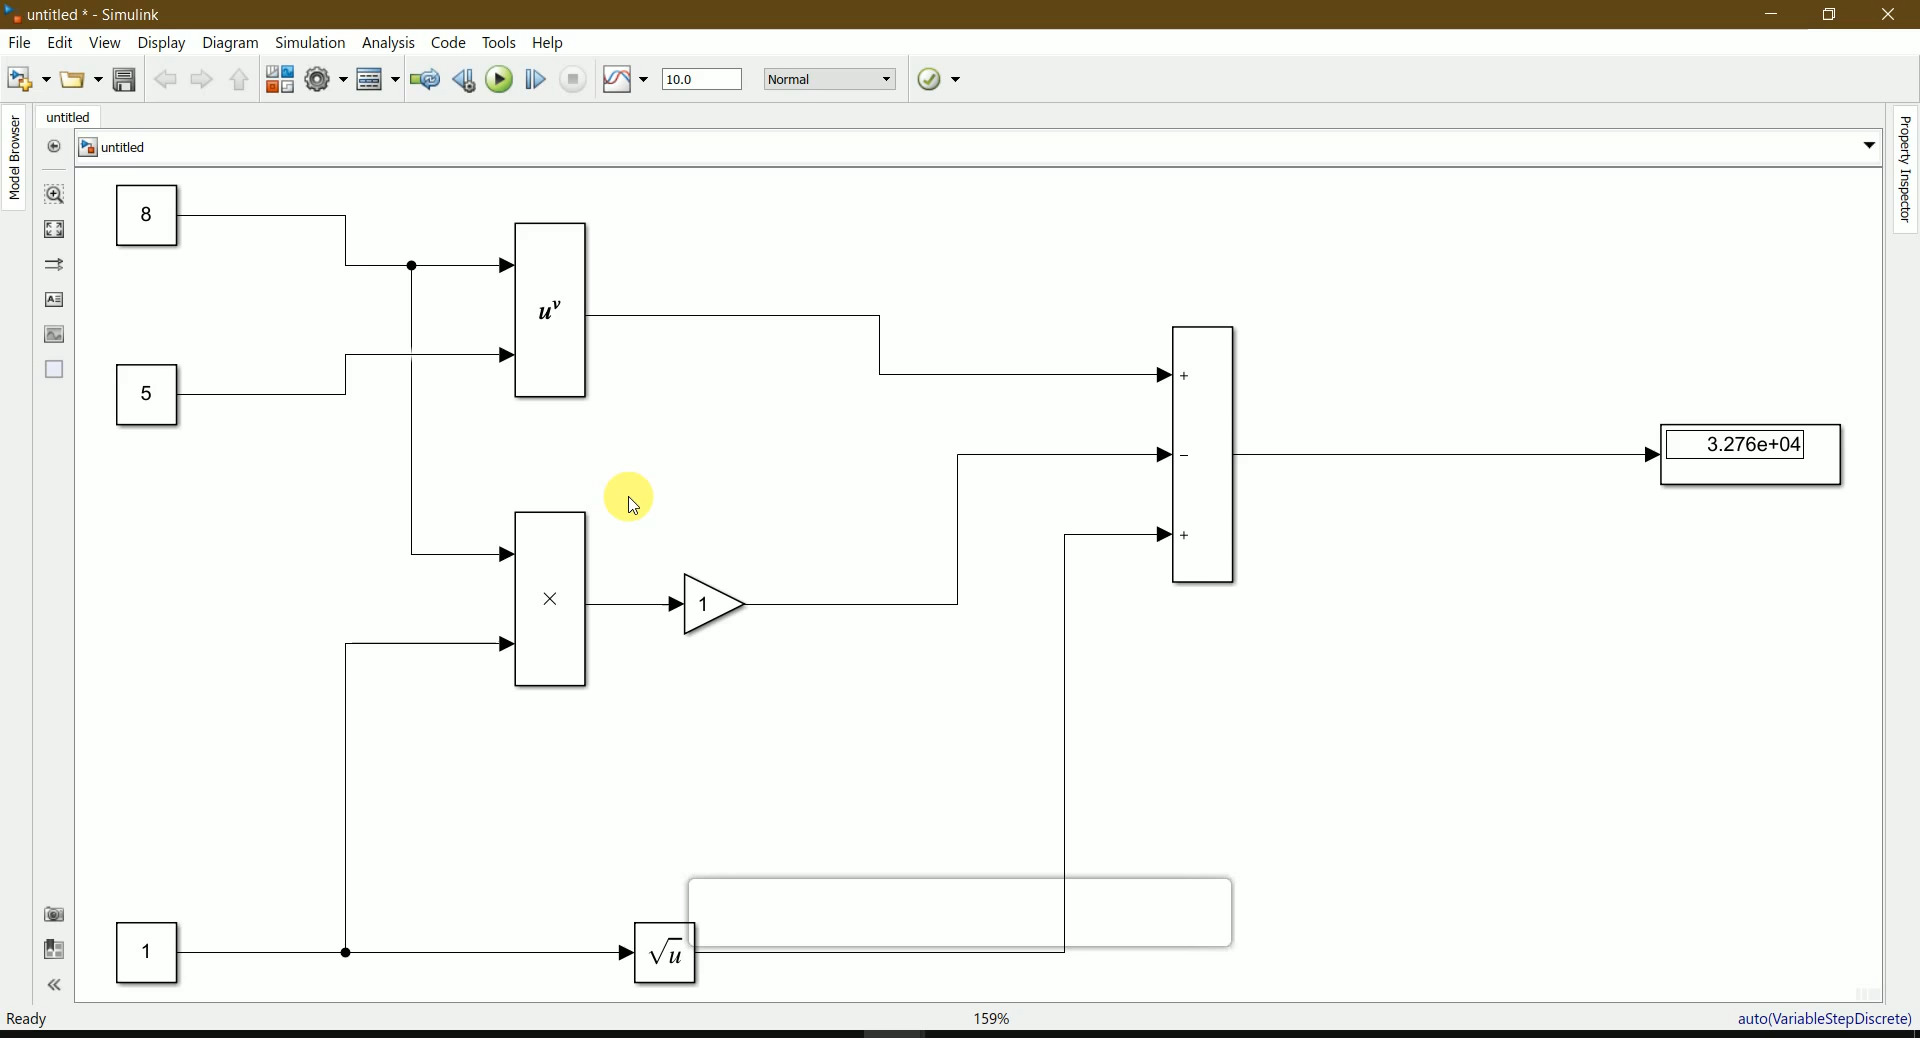 untitled * - Simulink
File Edit View Display Diagram Simulation Analysis Code Tools Help
10.0 Normal
Model Browser
untitled
Property Inspector
untitled
8
uᵛ
+
5
3.276e+04
−
+
×
1
1
√u
Ready 159% auto(VariableStepDiscrete)